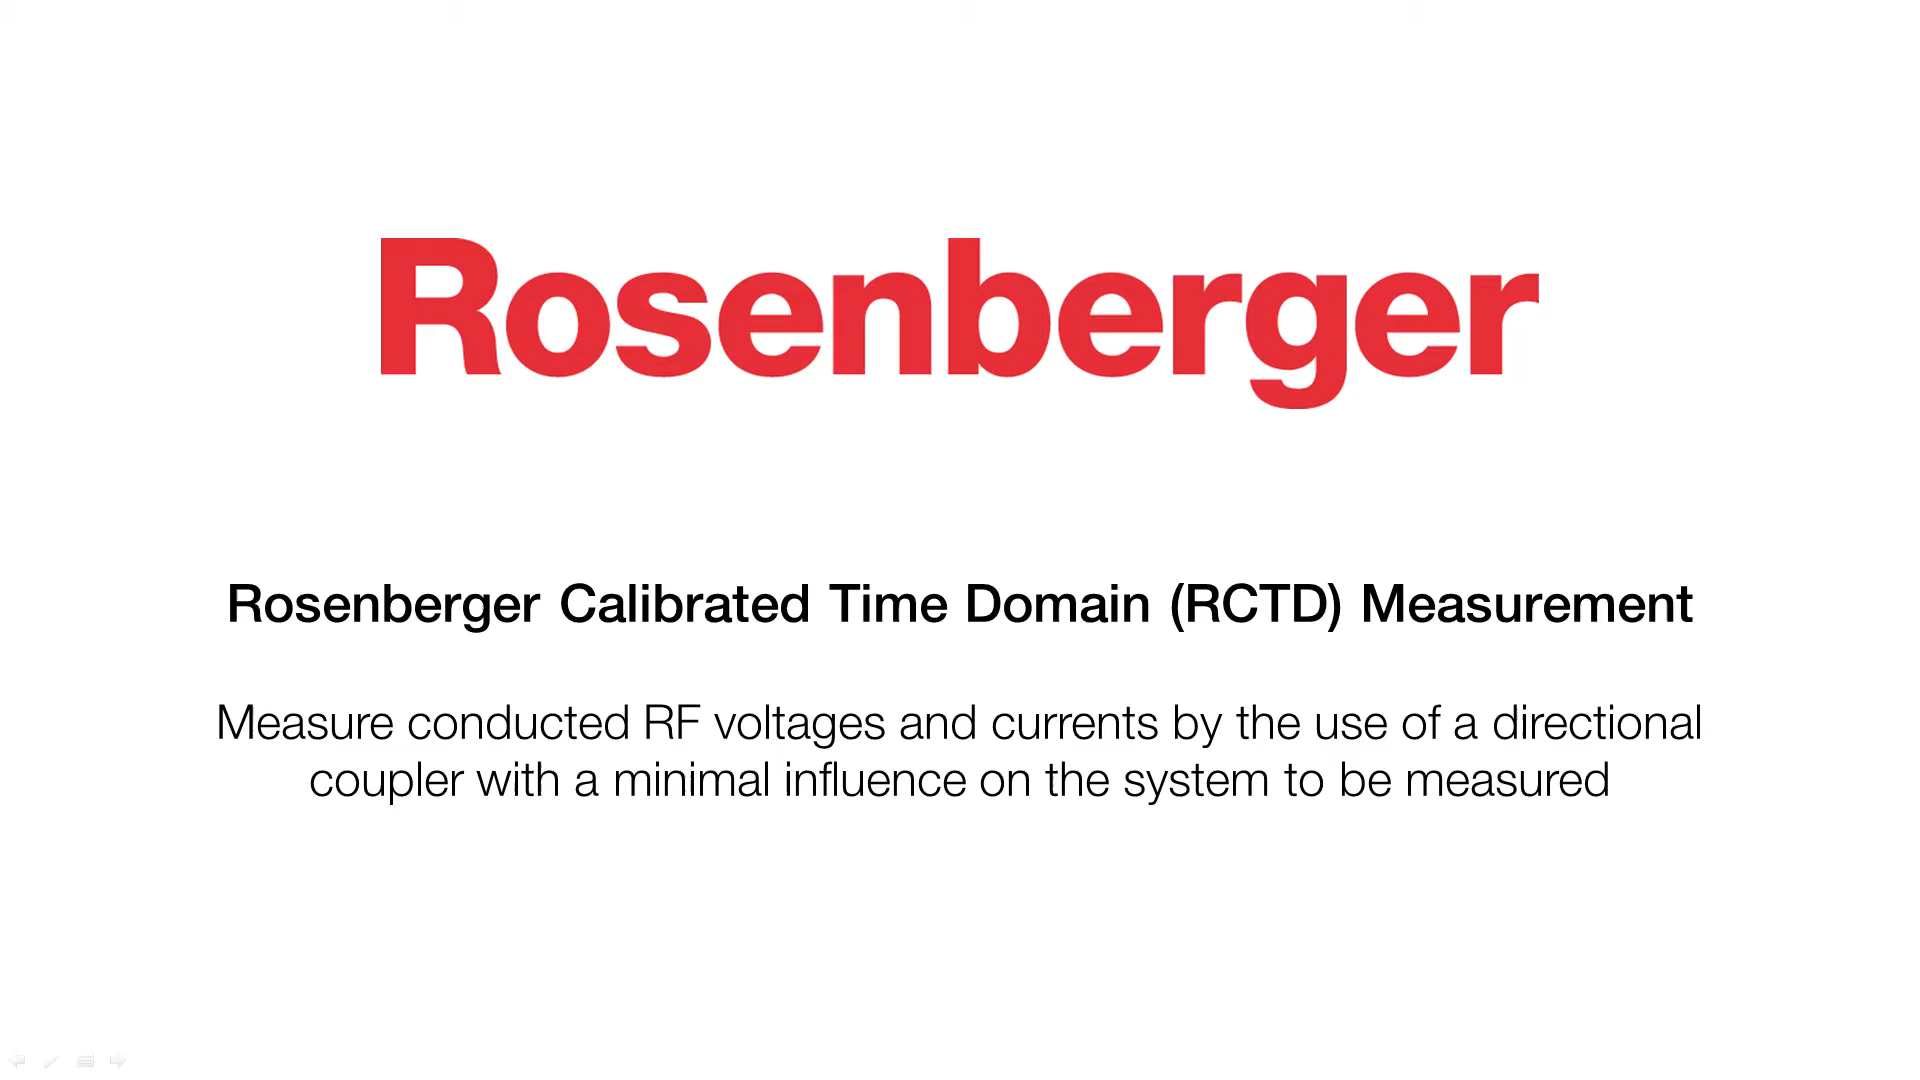 Rosenberger
Rosenberger Calibrated Time Domain (RCTD) Measurement
Measure conducted RF voltages and currents by the use of a directional
coupler with a minimal influence on the system to be measured